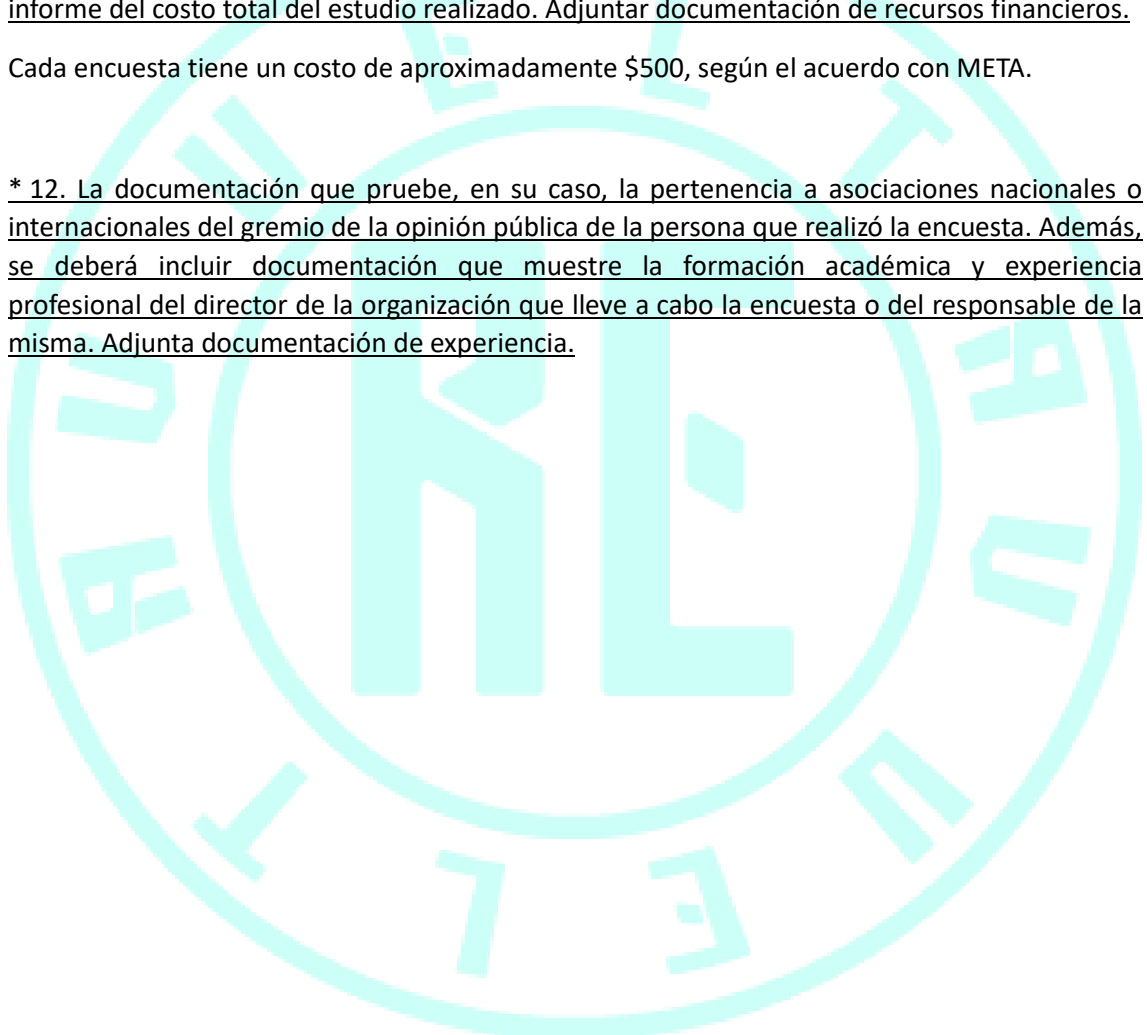 informe del costo total del estudio realizado. Adjuntar documentación de recursos financieros.
Cada encuesta tiene un costo de aproximadamente $500, según el acuerdo con META.
* 12. La documentación que pruebe, en su caso, la pertenencia a asociaciones nacionales o
internacionales del gremio de la opinión pública de la persona que realizó la encuesta. Además,
se deberá incluir documentación que muestre la formación académica y experiencia
profesional del director de la organización que lleve a cabo la encuesta o del responsable de la
misma. Adjunta documentación de experiencia.
VUELTA
VUELTA
RE